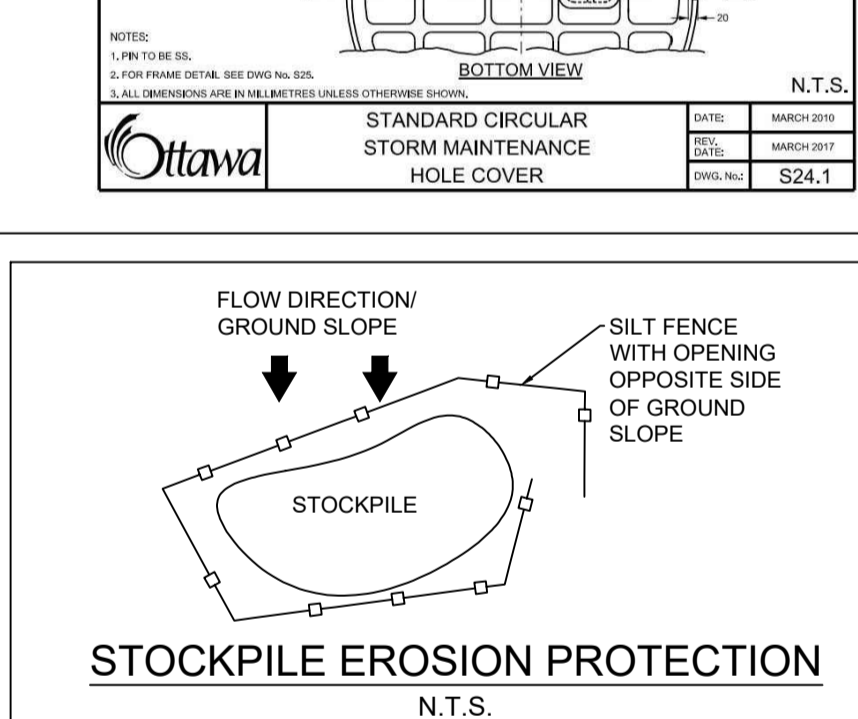 20
NOTES:
1. PIN TO BE SS.
2. FOR FRAME DETAIL SEE DWG No. S25.
3. ALL DIMENSIONS ARE IN MILLIMETRES UNLESS OTHERWISE SHOWN.
BOTTOM VIEW
N.T.S.
Ottawa
STANDARD CIRCULAR
STORM MAINTENANCE
HOLE COVER
DATE: MARCH 2010
REV. DATE: MARCH 2017
DWG. No.: S24.1
FLOW DIRECTION/
GROUND SLOPE
SILT FENCE
WITH OPENING
OPPOSITE SIDE
OF GROUND
SLOPE
STOCKPILE
STOCKPILE EROSION PROTECTION
N.T.S.